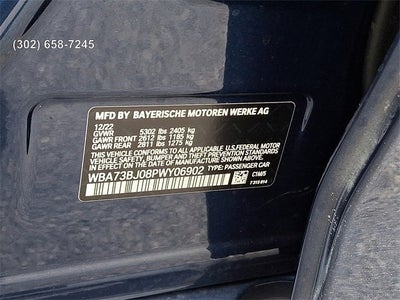 (302) 658-7245
MFD BY BAYERISCHE MOTOREN WERKE AG
12/22
GVWR 5302 lbs 2405 kg
GAWR FRONT 2612 lbs 1185 kg
GAWR REAR 2811 lbs 1275 kg
THIS VEHICLE CONFORMS TO ALL APPLICABLE U.S. FEDERAL MOTOR
VEHICLE SAFETY, BUMPER, AND THEFT PREVENTION STANDARDS
IN EFFECT ON THE DATE OF MANUFACTURE SHOWN ABOVE.
WBA73BJ08PWY06902 TYPE: PASSENGER CAR
C1M/5